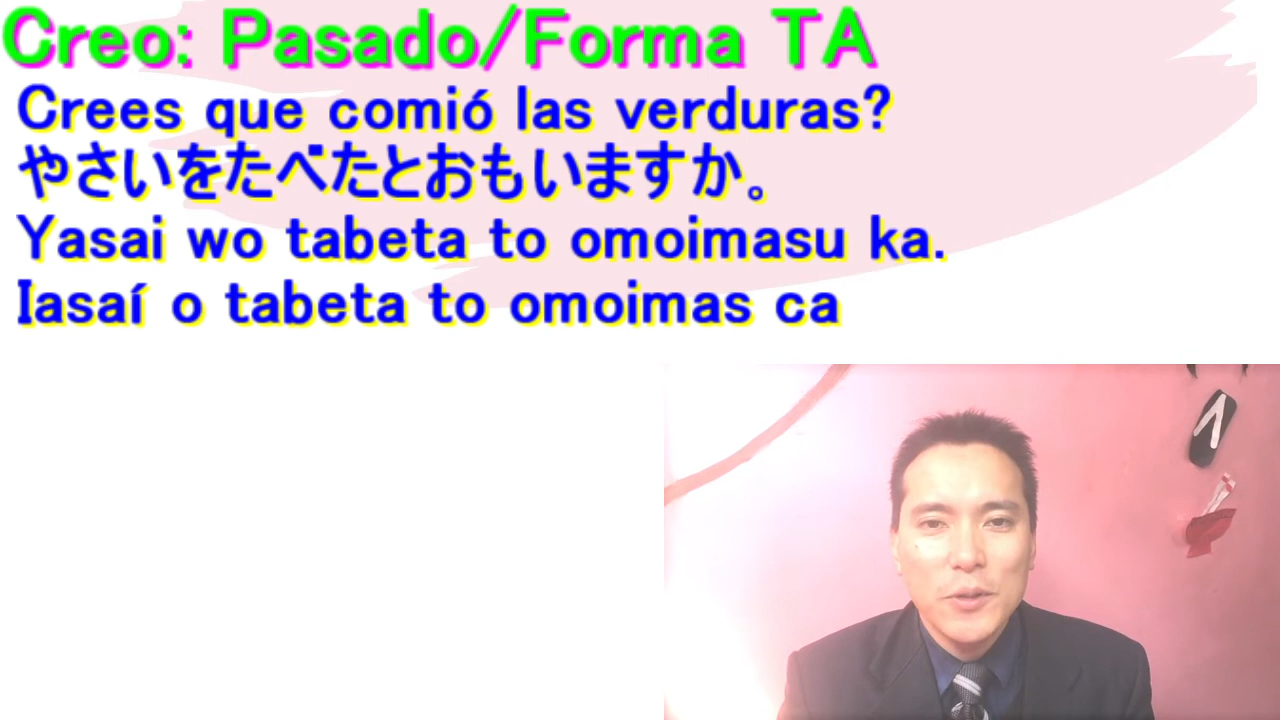 Creo: Pasado/Forma TA
Crees que comió las verduras?
やさいをたべたとおもいますか。
Yasai wo tabeta to omoimasu ka.
Iasaí o tabeta to omoimas ca